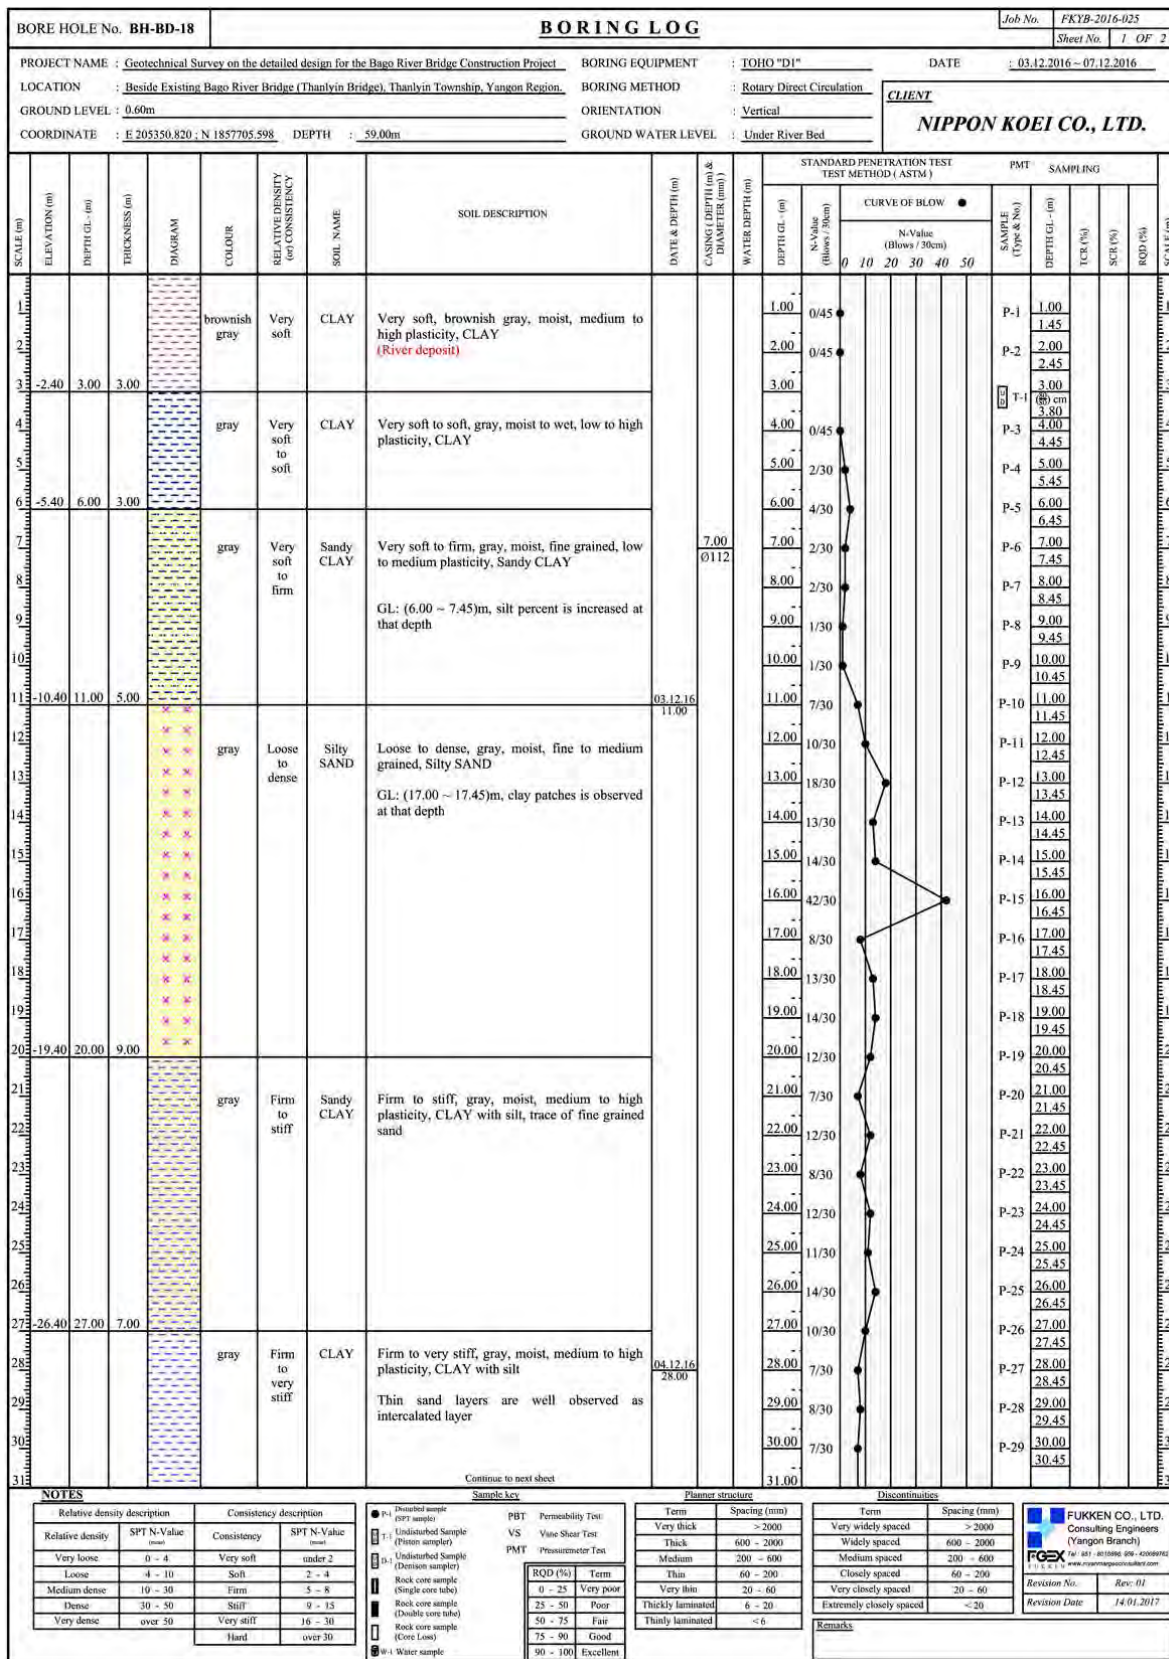 BORE HOLE No. BH-BD-18
BORING LOG
Job No. FKYB-2016-025
Sheet No. 1 OF 2
PROJECT NAME : Geotechnical Survey on the detailed design for the Bago River Bridge Construction Project
BORING EQUIPMENT : TOHO "D1"
DATE : 03.12.2016 ~ 07.12.2016
LOCATION : Beside Existing Bago River Bridge (Thanlyin Bridge), Thanlyin Township, Yangon Region.
BORING METHOD : Rotary Direct Circulation
GROUND LEVEL : 0.60m
ORIENTATION : Vertical
COORDINATE : E 205350.820 ; N 1857705.598 DEPTH : 59.00m
GROUND WATER LEVEL : Under River Bed
CLIENT
NIPPON KOEI CO., LTD.
SCALE (m)
ELEVATION (m)
DEPTH GL - (m)
THICKNESS (m)
DIAGRAM
COLOUR
RELATIVE DENSITY (or) CONSISTENCY
SOIL NAME
SOIL DESCRIPTION
DATE & DEPTH (m)
CASING ( DEPTH (m) & DIAMETER (mm) )
WATER DEPTH (m)
STANDARD PENETRATION TEST
TEST METHOD ( ASTM )
DEPTH GL - (m)
N-Value (Blows / 30cm)
CURVE OF BLOW ●
N-Value
(Blows / 30cm)
0 10 20 30 40 50
PMT SAMPLING
SAMPLE (Type & No.)
DEPTH GL - (m)
TCR (%)
SCR (%)
RQD (%)
SCALE (m)
1 1.00 0/45 P-1 1.00
1.45
brownish gray Very soft CLAY Very soft, brownish gray, moist, medium to
high plasticity, CLAY
(River deposit)
2 2.00 0/45 P-2 2.00
2.45
3 -2.40 3.00 3.00 3.00 T-1 3.00
cm
3.80
4 4.00 0/45 P-3 4.00
4.45
gray Very soft to soft CLAY Very soft to soft, gray, moist to wet, low to high
plasticity, CLAY
5 5.00 2/30 P-4 5.00
5.45
6 -5.40 6.00 3.00 6.00 4/30 P-5 6.00
6.45
gray Very soft to firm Sandy CLAY Very soft to firm, gray, moist, fine grained, low
to medium plasticity, Sandy CLAY
7 7.00 Ø112 7.00 2/30 P-6 7.00
7.45
8 8.00 2/30 P-7 8.00
8.45
GL: (6.00 ~ 7.45)m, silt percent is increased at
that depth
9 9.00 1/30 P-8 9.00
9.45
10 10.00 1/30 P-9 10.00
10.45
11 -10.40 11.00 5.00 03.12.16 11.00 11.00 7/30 P-10 11.00
11.45
12 12.00 10/30 P-11 12.00
12.45
gray Loose to dense Silty SAND Loose to dense, gray, moist, fine to medium
grained, Silty SAND
13 13.00 18/30 P-12 13.00
13.45
GL: (17.00 ~ 17.45)m, clay patches is observed
at that depth
14 14.00 13/30 P-13 14.00
14.45
15 15.00 14/30 P-14 15.00
15.45
16 16.00 42/30 P-15 16.00
16.45
17 17.00 8/30 P-16 17.00
17.45
18 18.00 13/30 P-17 18.00
18.45
19 19.00 14/30 P-18 19.00
19.45
20 -19.40 20.00 9.00 20.00 12/30 P-19 20.00
20.45
21 21.00 7/30 P-20 21.00
21.45
gray Firm to stiff Sandy CLAY Firm to stiff, gray, moist, medium to high
plasticity, CLAY with silt, trace of fine grained
sand
22 22.00 12/30 P-21 22.00
22.45
23 23.00 8/30 P-22 23.00
23.45
24 24.00 12/30 P-23 24.00
24.45
25 25.00 11/30 P-24 25.00
25.45
26 26.00 14/30 P-25 26.00
26.45
27 -26.40 27.00 7.00 27.00 10/30 P-26 27.00
27.45
gray Firm to very stiff CLAY Firm to very stiff, gray, moist, medium to high
plasticity, CLAY with silt
28 04.12.16 28.00 28.00 7/30 P-27 28.00
28.45
Thin sand layers are well observed as
intercalated layer
29 29.00 8/30 P-28 29.00
29.45
30 30.00 7/30 P-29 30.00
30.45
31 31.00
Continue to next sheet
NOTES
Relative density description Consistency description
Relative density SPT N-Value Consistency SPT N-Value
Very loose 0 - 4 Very soft under 2
Loose 4 - 10 Soft 2 - 4
Medium dense 10 - 30 Firm 5 - 8
Dense 30 - 50 Stiff 9 - 15
Very dense over 50 Very stiff 16 - 30
Hard over 30
Sample key
P-1 Disturbed sample (SPT sample)
T-1 Undisturbed Sample (Piston sampler)
D-1 Undisturbed Sample (Denison sampler)
Rock core sample (Single core tube)
Rock core sample (Double core tube)
Rock core sample (Core Loss)
W-1 Water sample
PBT Permeability Test
VS Vane Shear Test
PMT Pressuremeter Test
RQD (%) Term
0 - 25 Very poor
25 - 50 Poor
50 - 75 Fair
75 - 90 Good
90 - 100 Excellent
Planner structure
Term Spacing (mm)
Very thick > 2000
Thick 600 - 2000
Medium 200 - 600
Thin 60 - 200
Very thin 20 - 60
Thickly laminated 6 - 20
Thinly laminated < 6
Discontinuities
Term Spacing (mm)
Very widely spaced > 2000
Widely spaced 600 - 2000
Medium spaced 200 - 600
Closely spaced 60 - 200
Very closely spaced 20 - 60
Extremely closely spaced < 20
Remarks
FUKKEN CO., LTD.
Consulting Engineers
(Yangon Branch)
FGEX
FUKKEN
Revision No. Rev: 01
Revision Date 14.01.2017